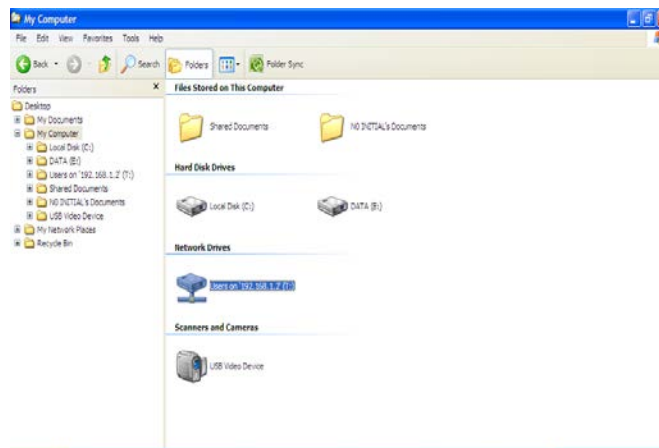 My Computer
File Edit View Favorites Tools Help
Back Search Folders Folder Sync
Folders X
Desktop
My Documents
My Computer
Local Disk (C:)
DATA (E:)
Users on '192.168.1.2' (T:)
Shared Documents
NO INITIAL's Documents
USB Video Device
My Network Places
Recycle Bin
Files Stored on This Computer
Shared Documents NO INITIAL's Documents
Hard Disk Drives
Local Disk (C:) DATA (E:)
Network Drives
Users on '192.168.1.2' (T:)
Scanners and Cameras
USB Video Device